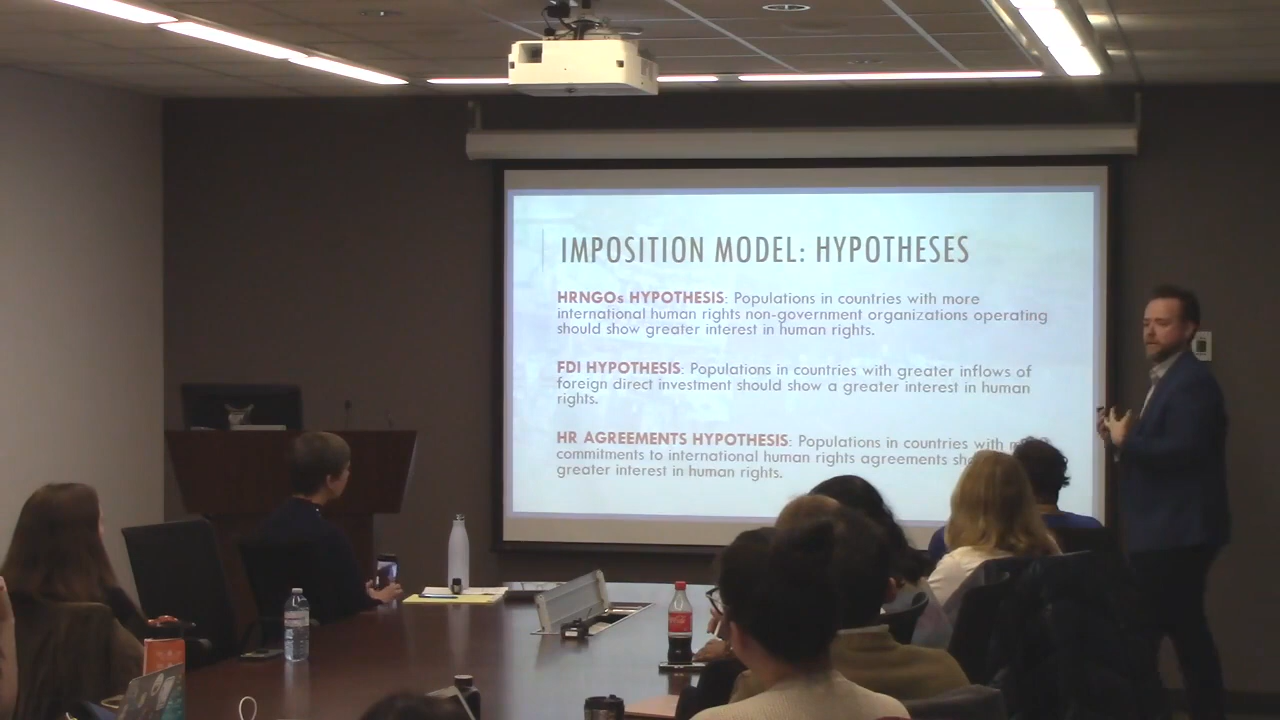 IMPOSITION MODEL: HYPOTHESES
HRNGOs HYPOTHESIS: Populations in countries with more
international human rights non-government organizations operating
should show greater interest in human rights.
FDI HYPOTHESIS: Populations in countries with greater inflows of
foreign direct investment should show a greater interest in human
rights.
HR AGREEMENTS HYPOTHESIS: Populations in countries with
commitments to international human rights agreements
greater interest in human rights.